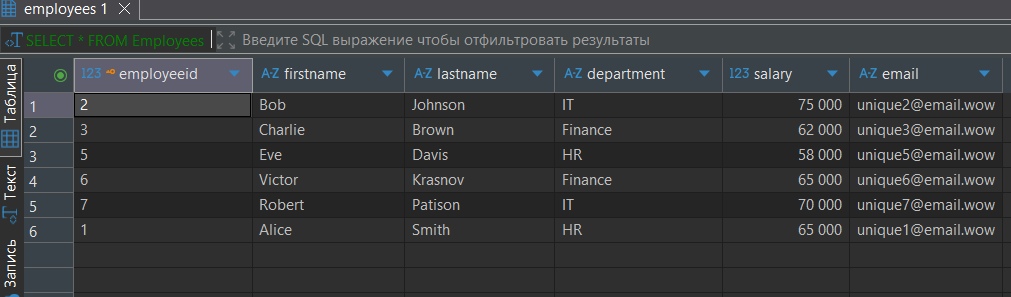 employees 1 X
SELECT * FROM Employees Введите SQL выражение чтобы отфильтровать результаты
Таблица
Текст
Запись
123 employeeid A-Z firstname A-Z lastname A-Z department 123 salary A-Z email
1 2 Bob Johnson IT 75 000 unique2@email.wow
2 3 Charlie Brown Finance 62 000 unique3@email.wow
3 5 Eve Davis HR 58 000 unique5@email.wow
4 6 Victor Krasnov Finance 65 000 unique6@email.wow
5 7 Robert Patison IT 70 000 unique7@email.wow
6 1 Alice Smith HR 65 000 unique1@email.wow